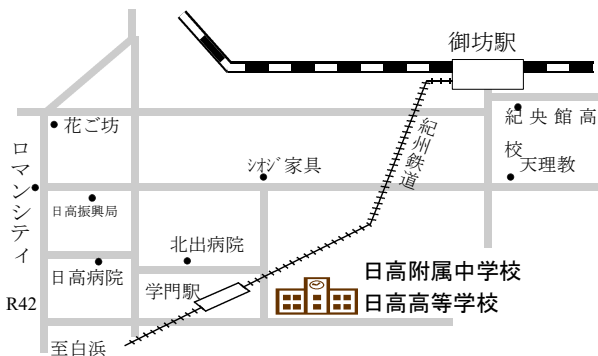 御坊駅
花ご坊
紀央館高校
紀州鉄道
ロマンシティ
シオジ家具
天理教
日高振興局
北出病院
日高病院
学門駅
日高附属中学校
日高高等学校
R42
至白浜